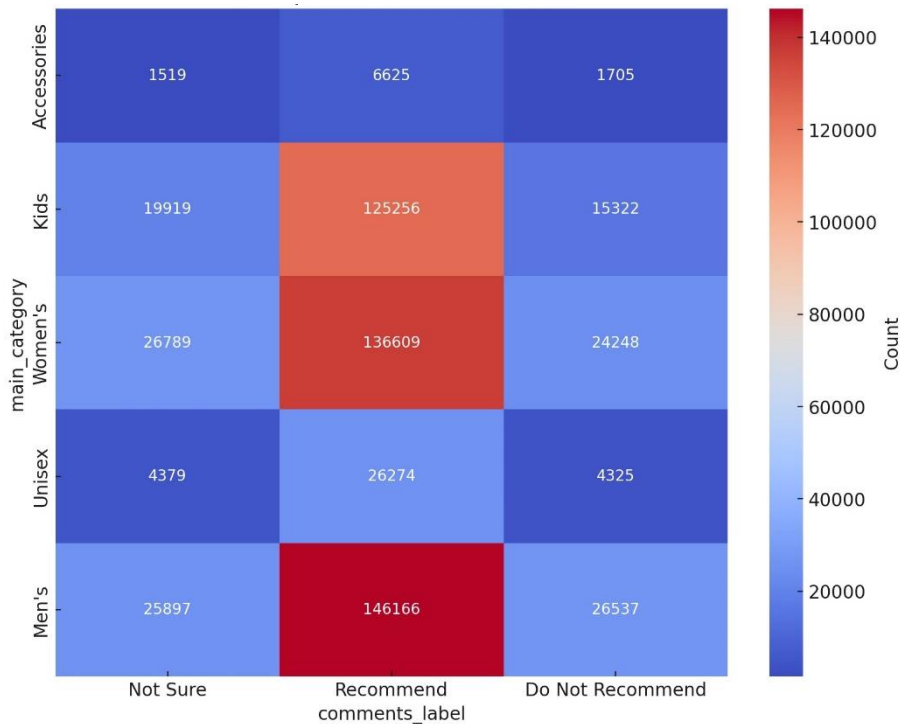 Accessories
1519 6625 1705
Kids
19919 125256 15322
main_category
Women's
26789 136609 24248
Unisex
4379 26274 4325
Men's
25897 146166 26537
Not Sure Recommend Do Not Recommend
comments_label
140000
120000
100000
80000
60000
40000
20000
Count